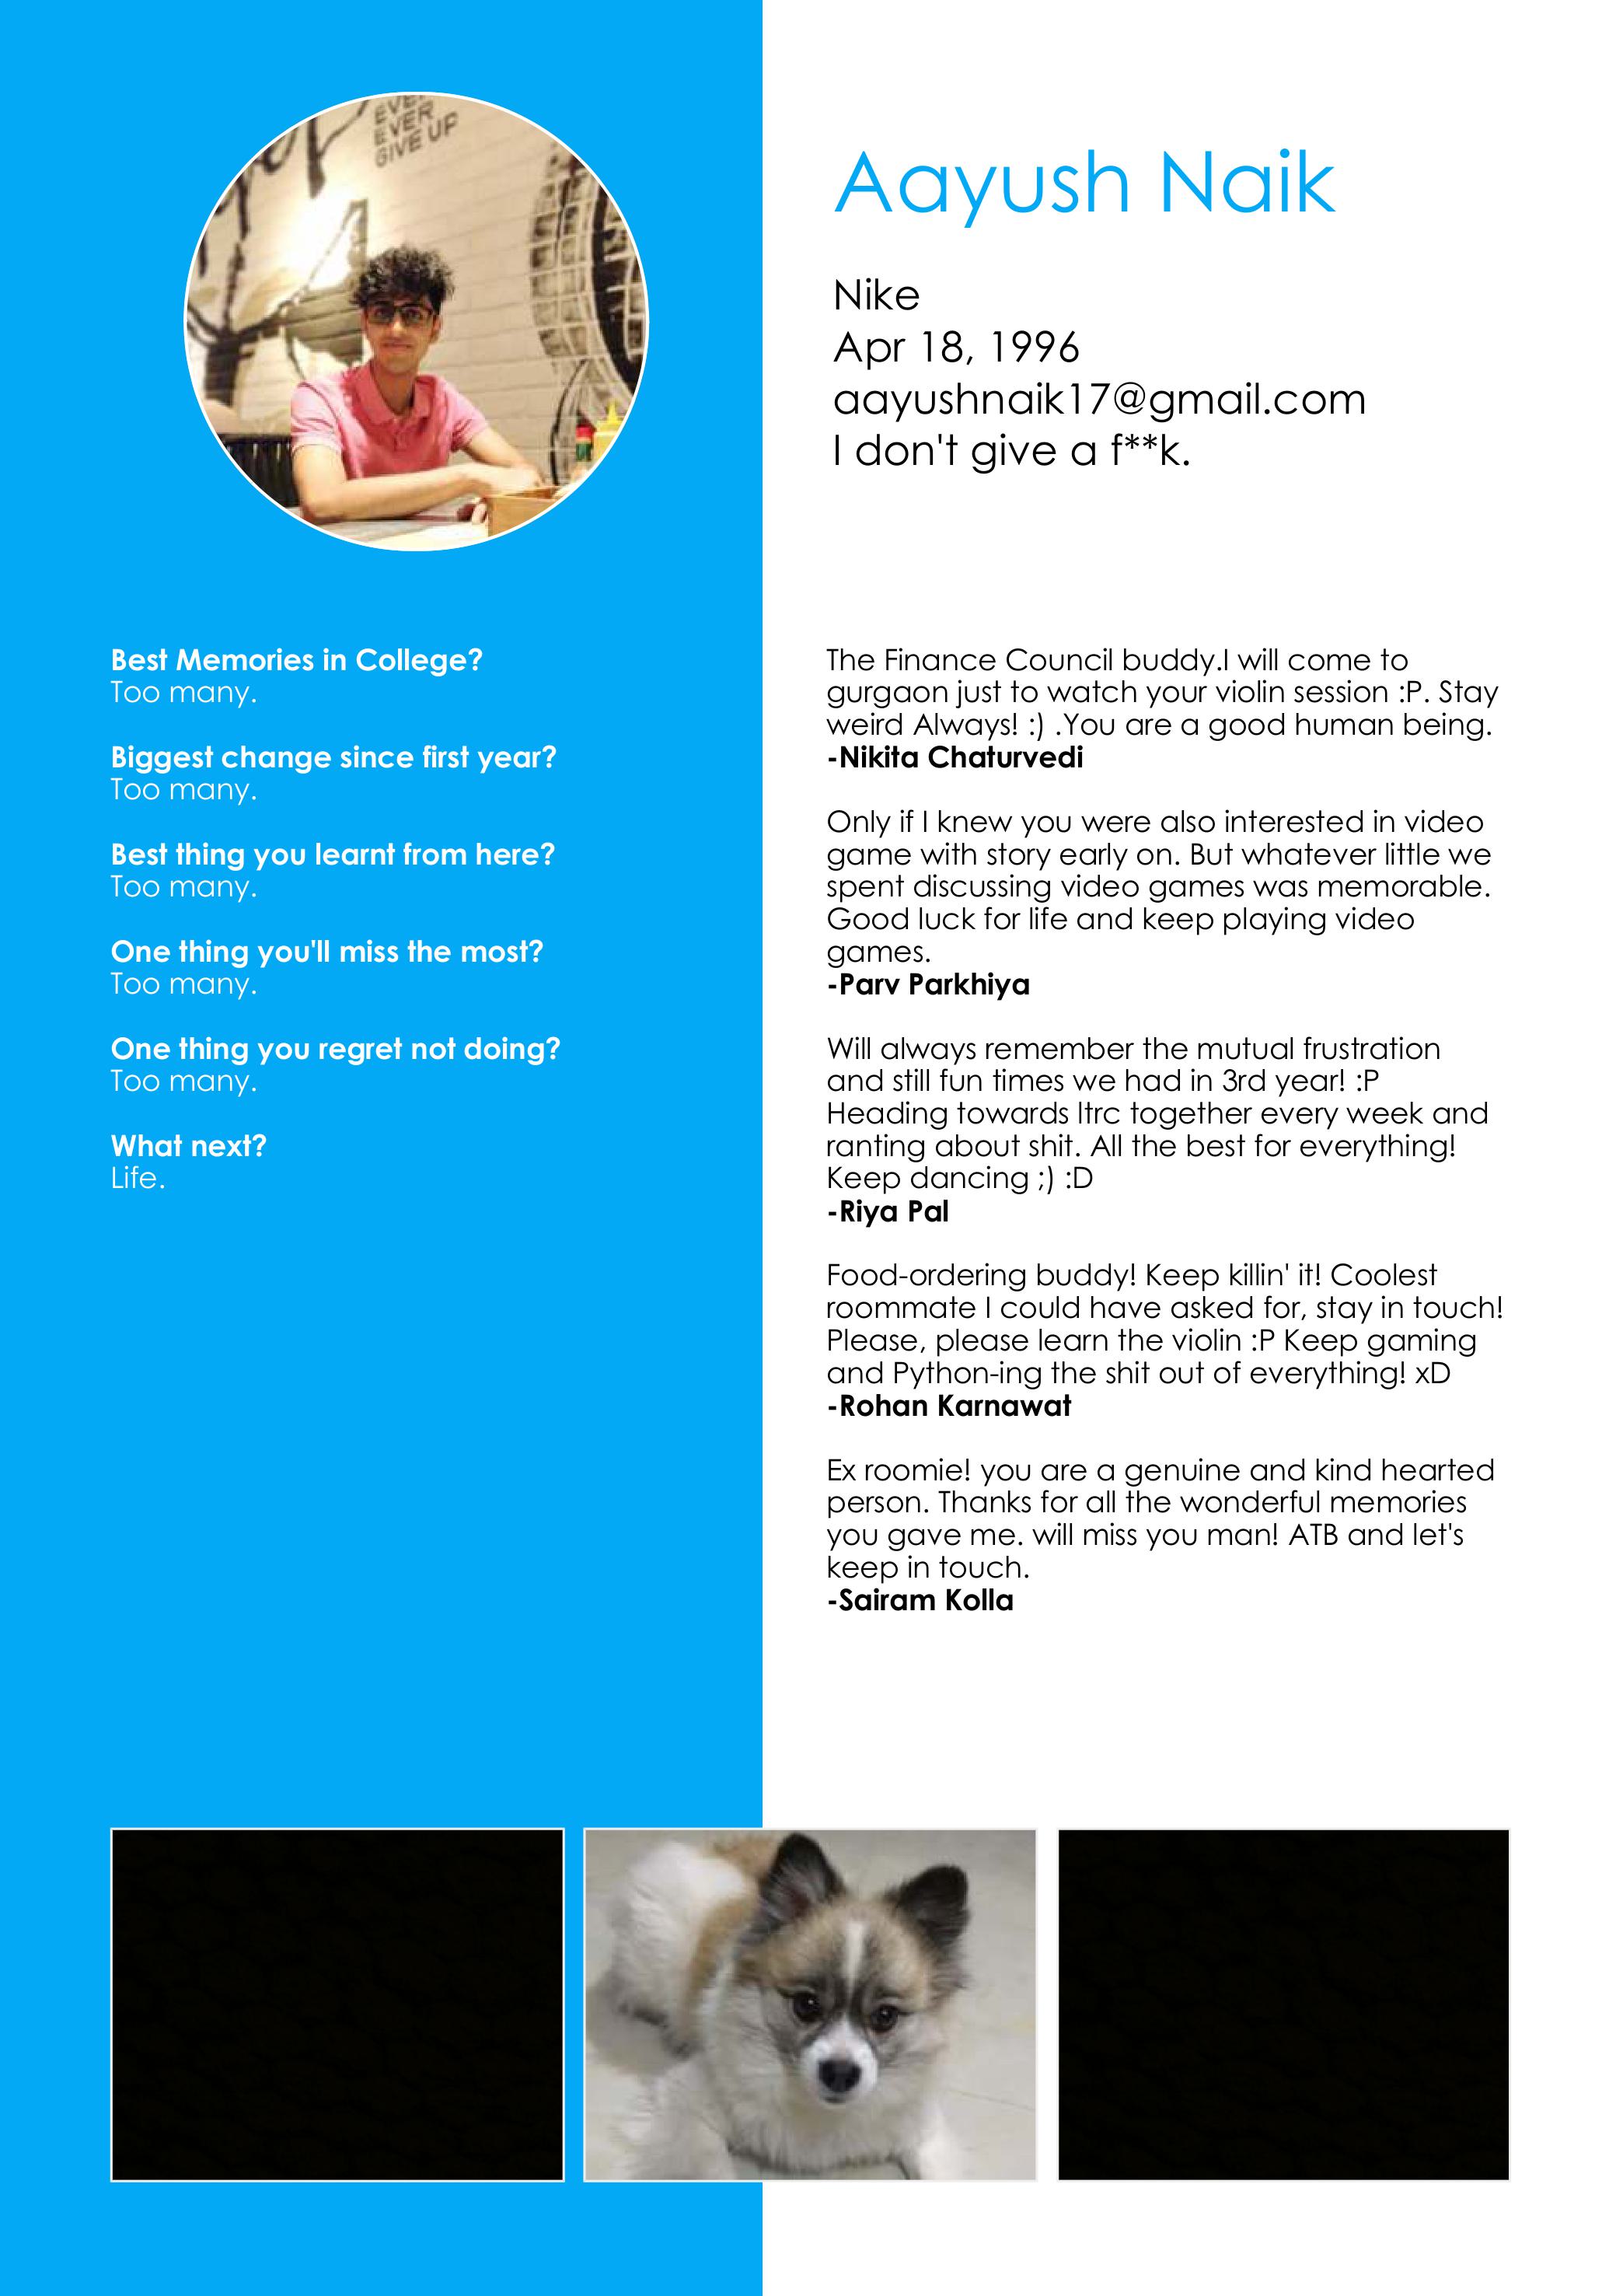 EVER
EVER
GIVE UP
Aayush Naik
Nike
Apr 18, 1996
aayushnaik17@gmail.com
I don't give a f**k.
Best Memories in College?
Too many.
Biggest change since first year?
Too many.
Best thing you learnt from here?
Too many.
One thing you'll miss the most?
Too many.
One thing you regret not doing?
Too many.
What next?
Life.
The Finance Council buddy.I will come to
gurgaon just to watch your violin session :P. Stay
weird Always! :) .You are a good human being.
-Nikita Chaturvedi
Only if I knew you were also interested in video
game with story early on. But whatever little we
spent discussing video games was memorable.
Good luck for life and keep playing video
games.
-Parv Parkhiya
Will always remember the mutual frustration
and still fun times we had in 3rd year! :P
Heading towards ltrc together every week and
ranting about shit. All the best for everything!
Keep dancing ;) :D
-Riya Pal
Food-ordering buddy! Keep killin' it! Coolest
roommate I could have asked for, stay in touch!
Please, please learn the violin :P Keep gaming
and Python-ing the shit out of everything! xD
-Rohan Karnawat
Ex roomie! you are a genuine and kind hearted
person. Thanks for all the wonderful memories
you gave me. will miss you man! ATB and let's
keep in touch.
-Sairam Kolla